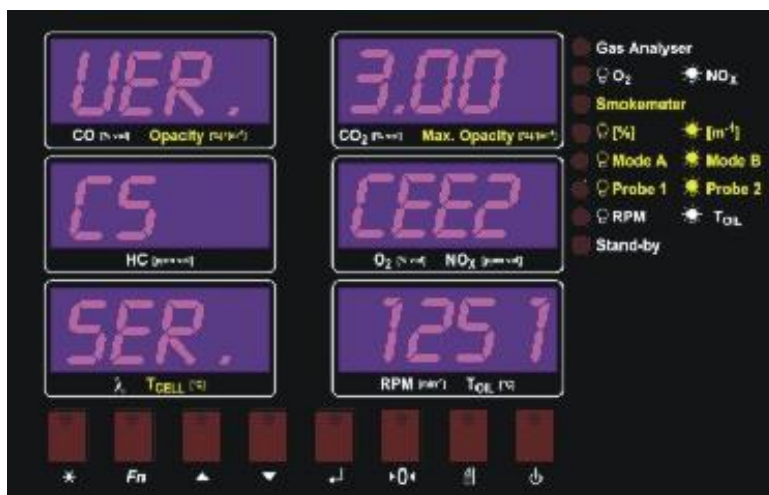 VER. 3.00
CO [% vol] Opacity [%] [m-1] CO2 [% vol] Max. Opacity [%] [m-1]
CS CEE2
HC [ppm vol] O2 [% vol] NOX [ppm vol]
SER. 1251
λ TCELL [°C] RPM [min-1] TOIL [°C]
Gas Analyser
O2 NOX
Smokemeter
[%] [m-1]
Mode A Mode B
Probe 1 Probe 2
RPM TOIL
Stand-by
* Fn ▲ ▼ ↵ ▸0◂